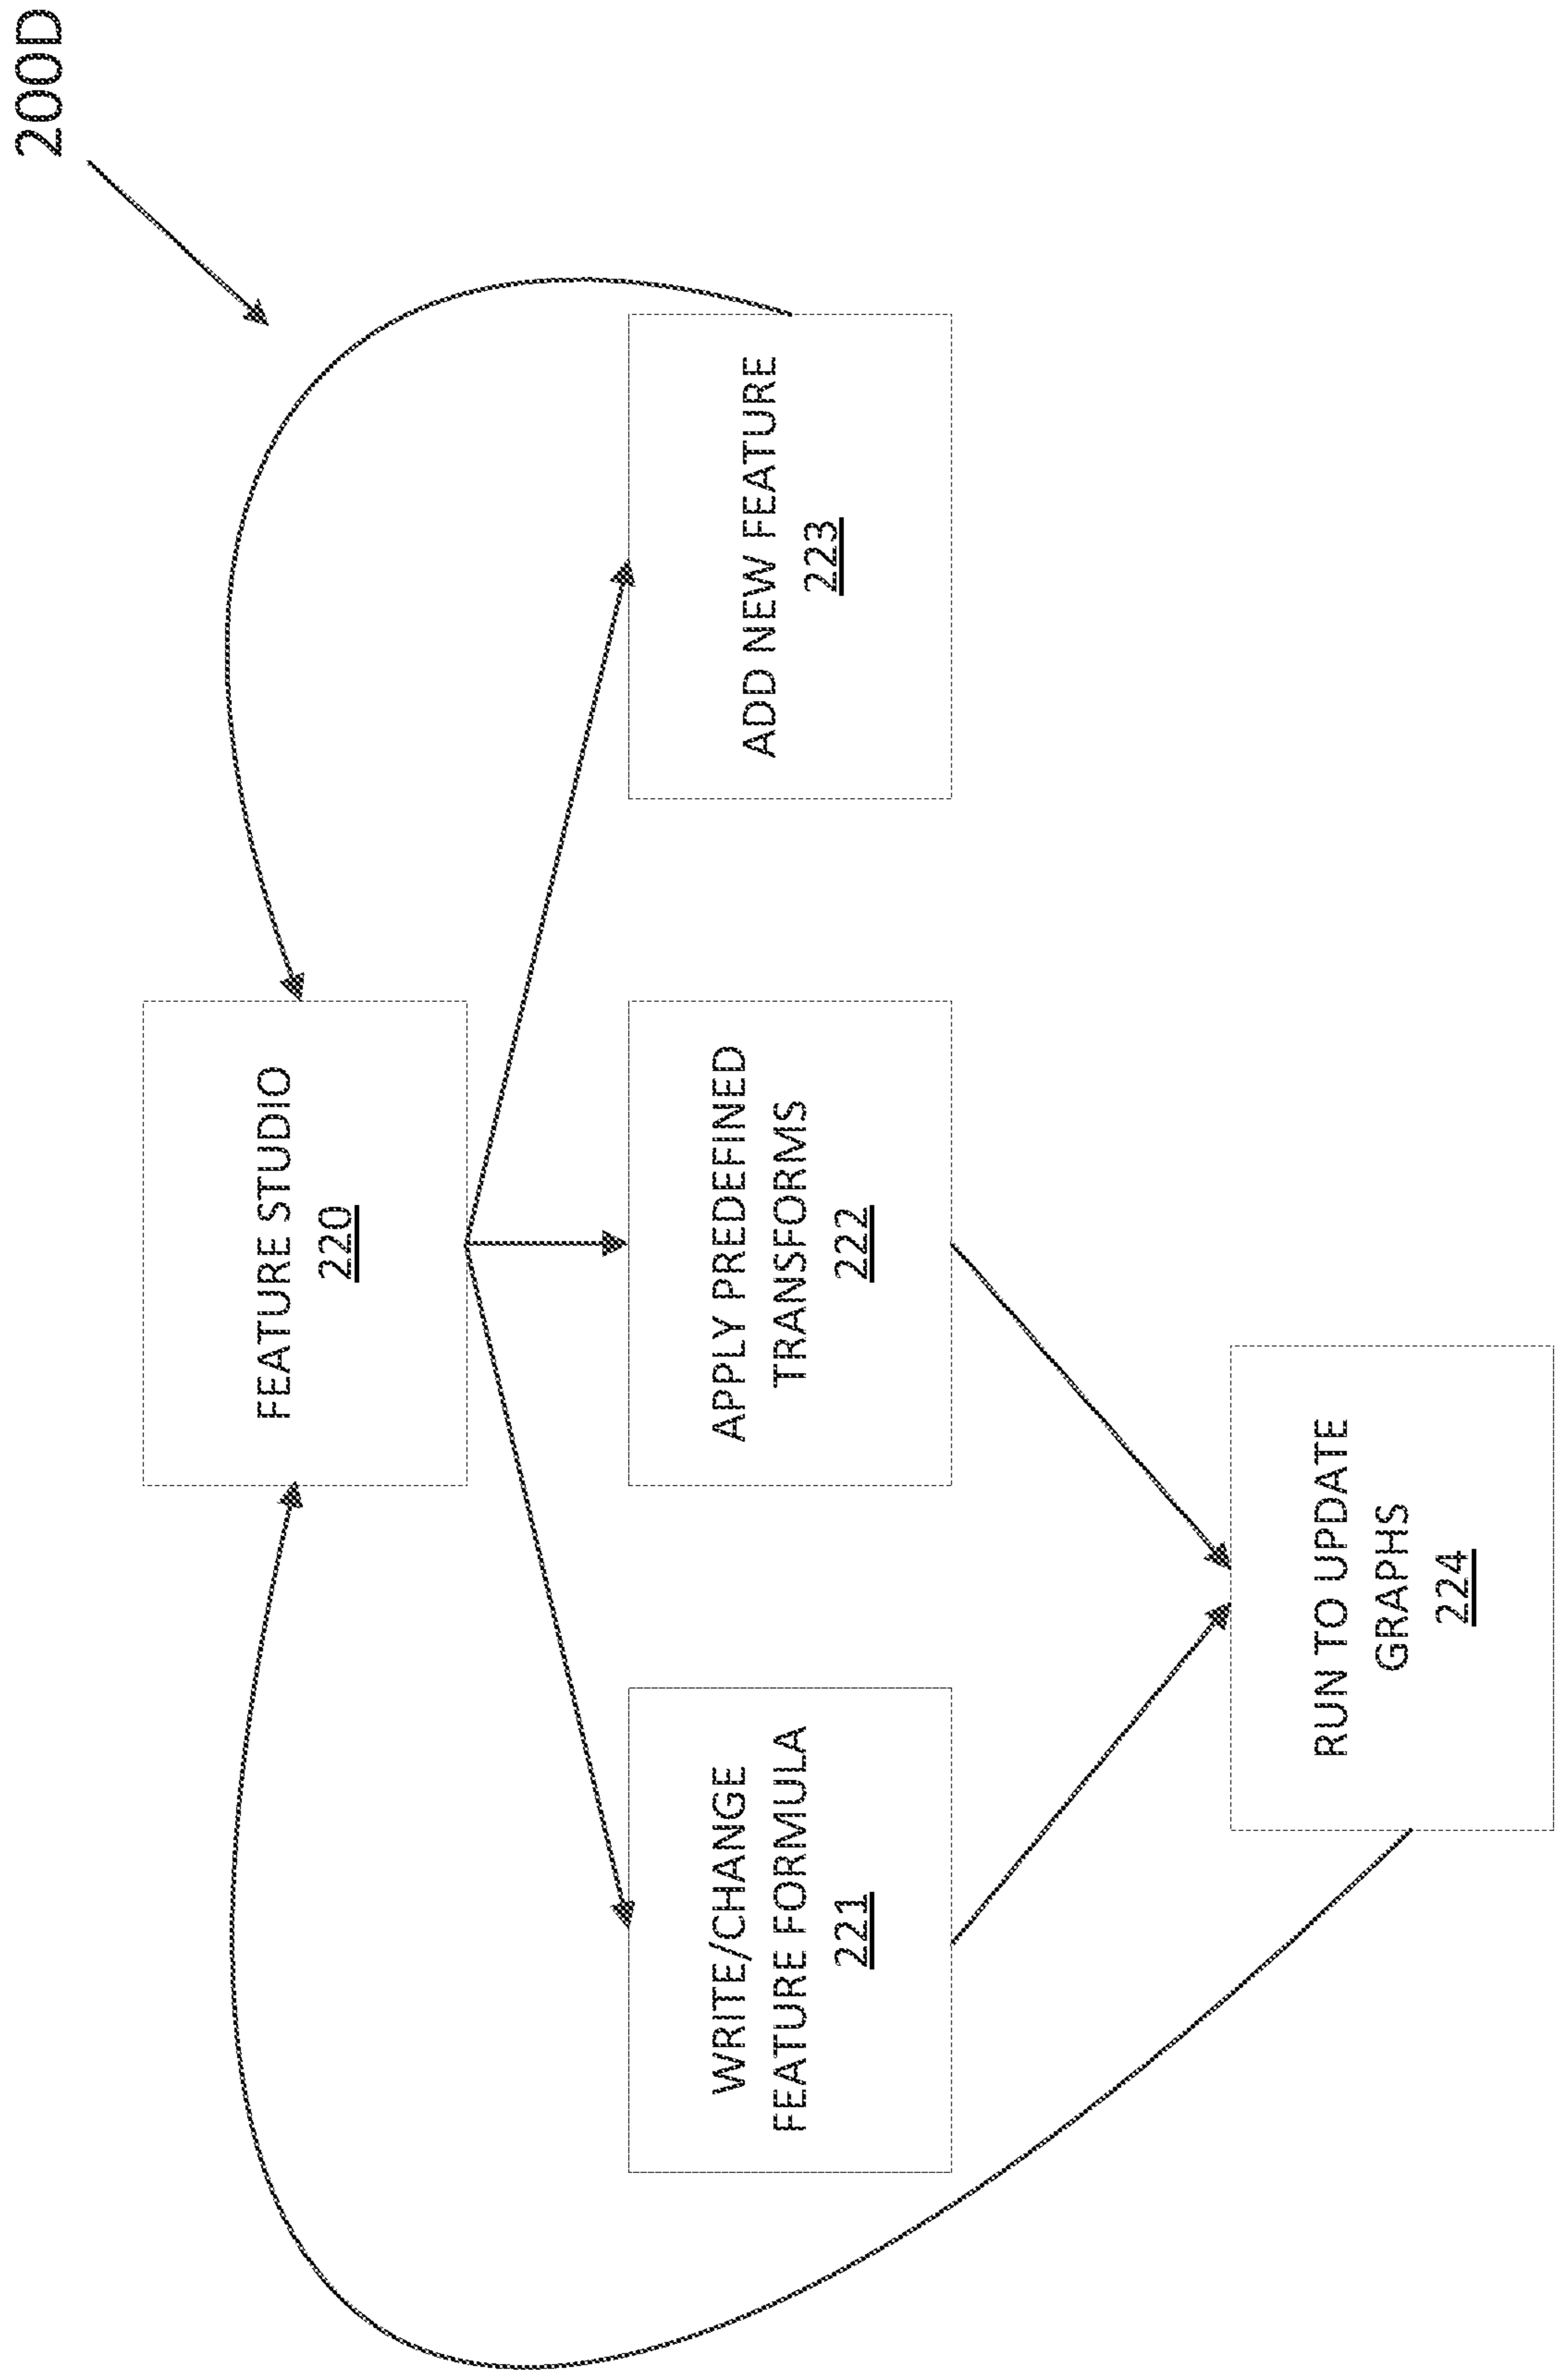 200D
FEATURE STUDIO
220
WRITE/CHANGE
FEATURE FORMULA
221
APPLY PREDEFINED
TRANSFORMS
222
ADD NEW FEATURE
223
RUN TO UPDATE
GRAPHS
224